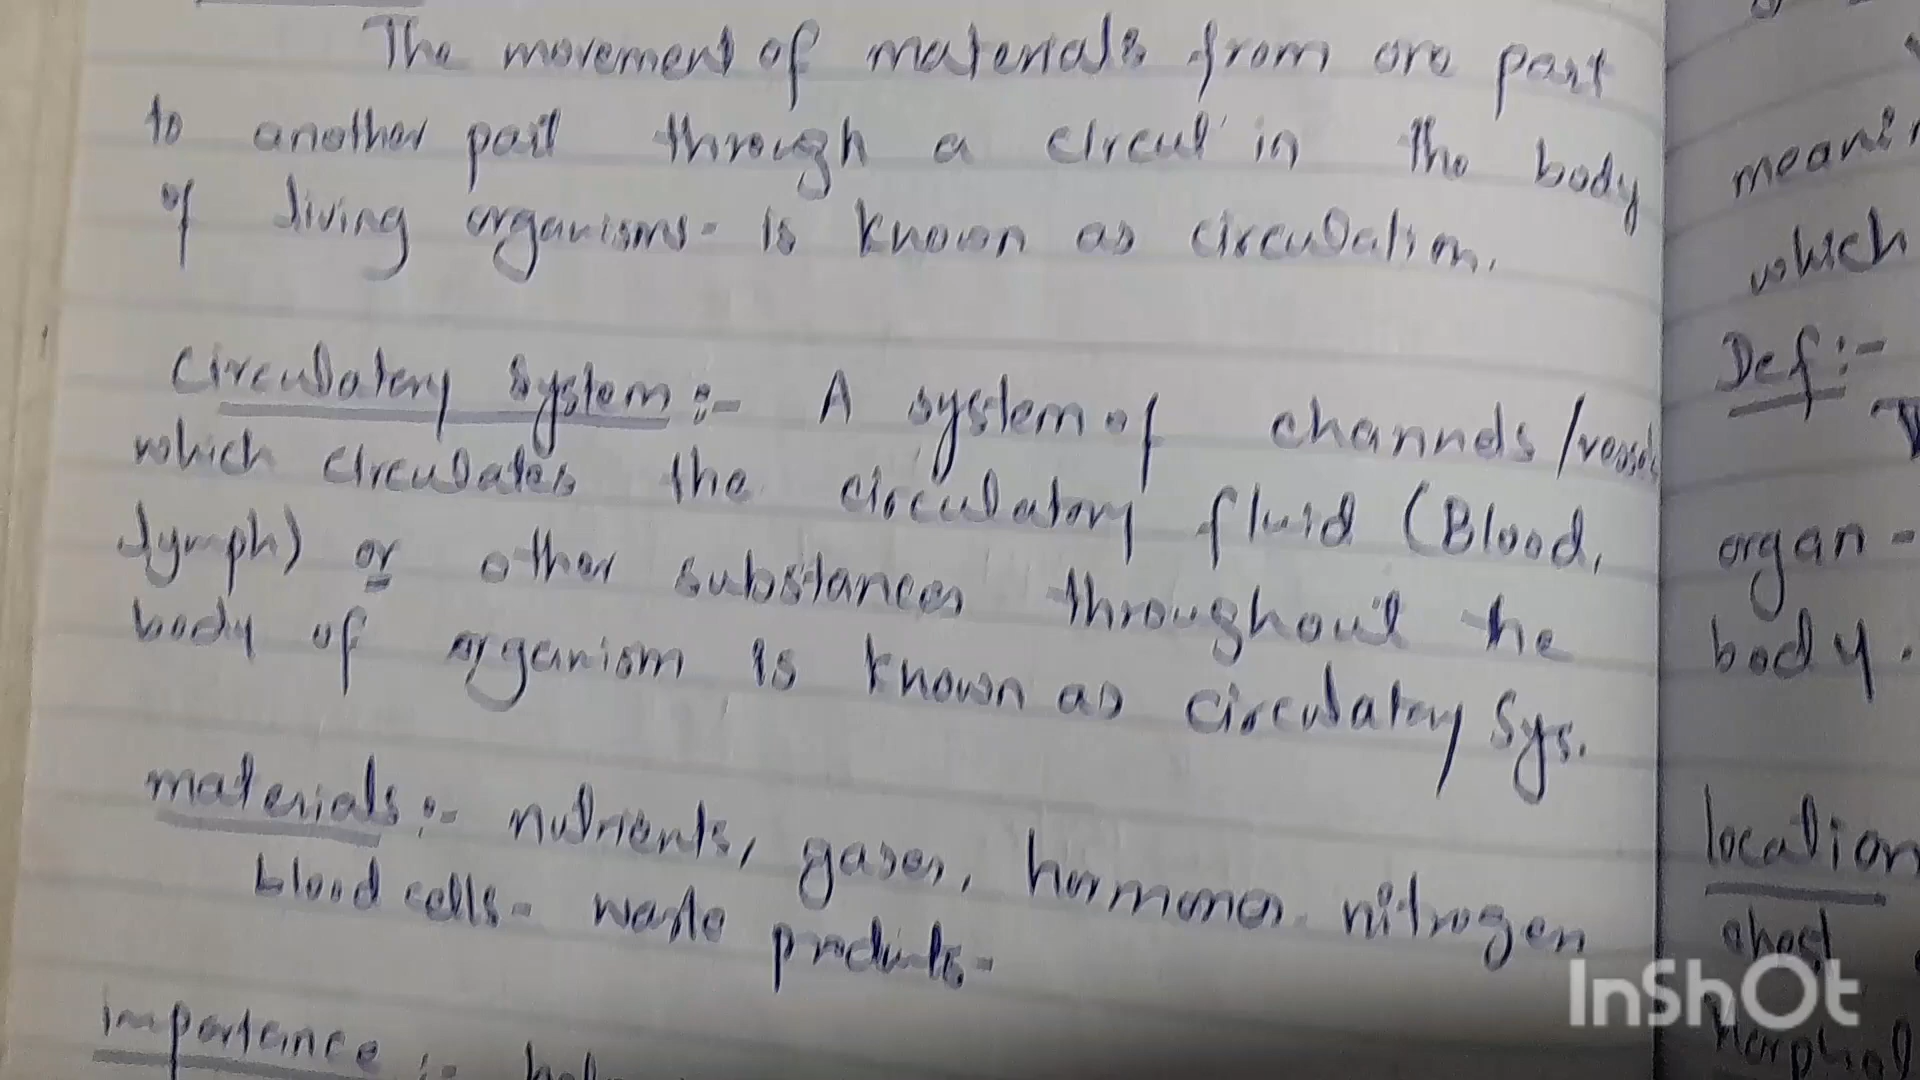 The movement of materials from one part
to another part through a circuit in the body
of living organisms - is known as circulation.
Circulatory System :- A system of channels / vessels
which circulates the circulatory fluid (Blood,
lymph) or other substances throughout the
body of organism is known as circulatory Sys.
materials :- nutrients, gases, hormones. nitrogen
blood cells - waste products -
importance :-
meani
which
Def :-
organ -
body.
location
chest
Morphol
InShOt